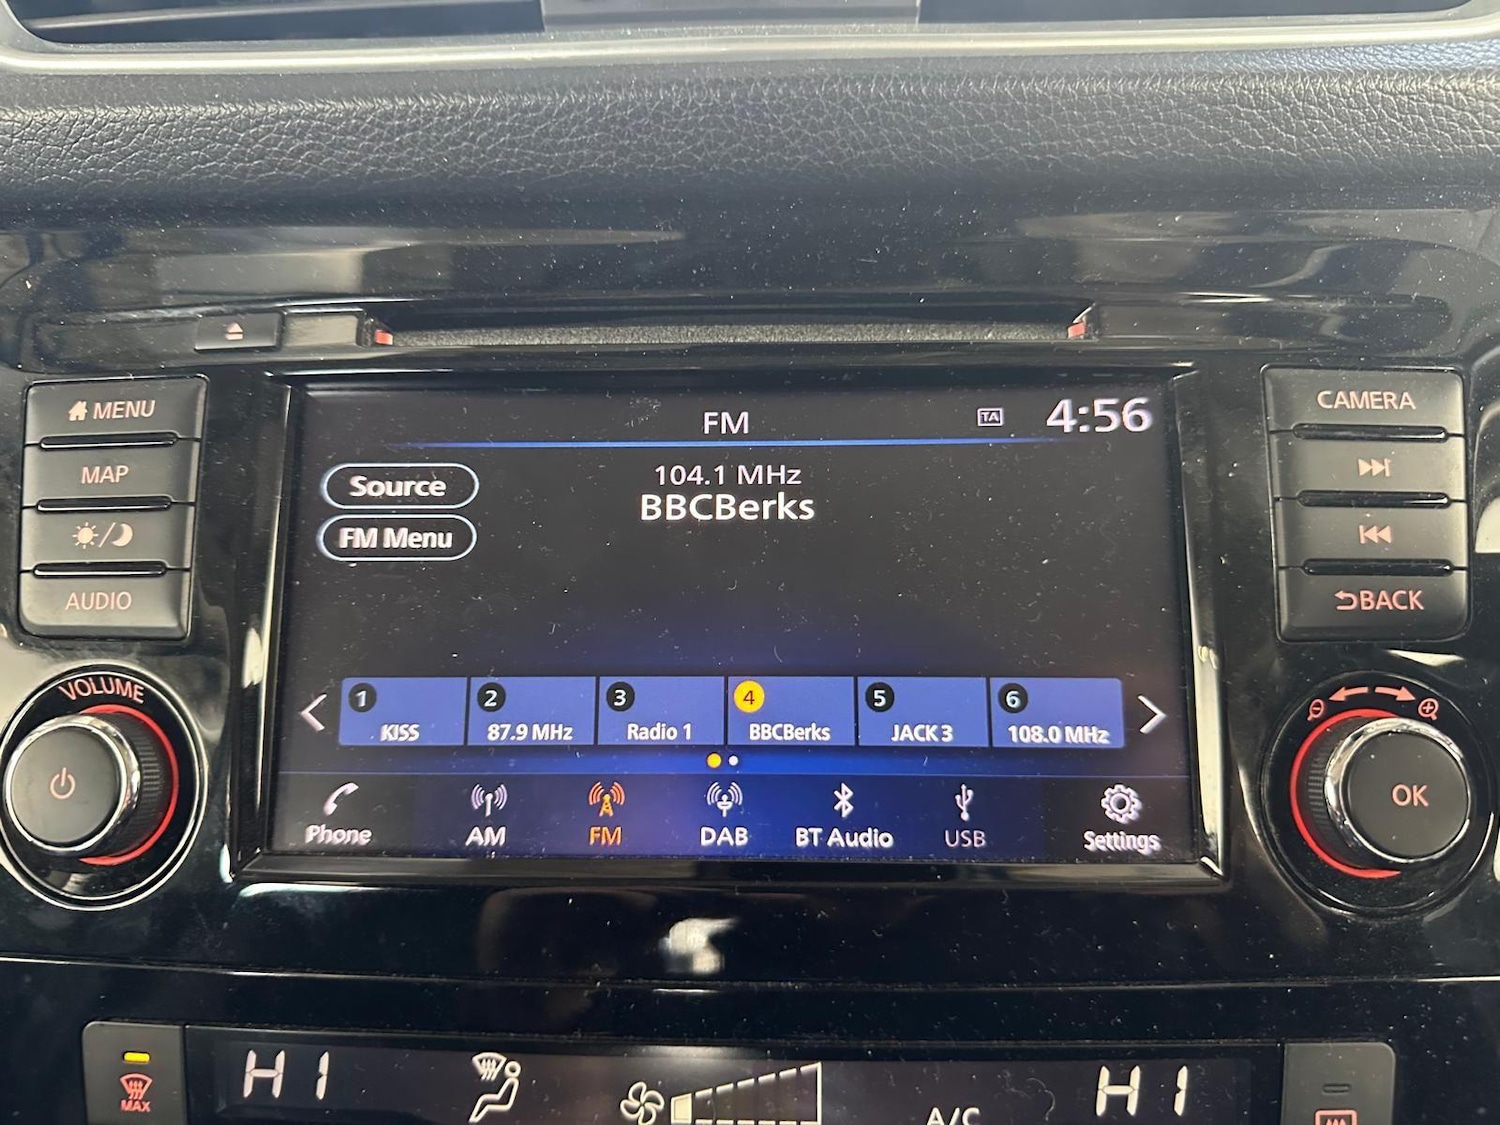 FM
TA
4:56
MENU
CAMERA
104.1 MHz
MAP
Source
BBCBerks
FM Menu
AUDIO
BACK
VOLUME
1
2
3
4
5
6
KISS
87.9 MHz
Radio 1
BBCBerks
JACK 3
108.0 MHz
OK
Phone
AM
FM
DAB
BT Audio
USB
Settings
HI
HI
MAX
A/C